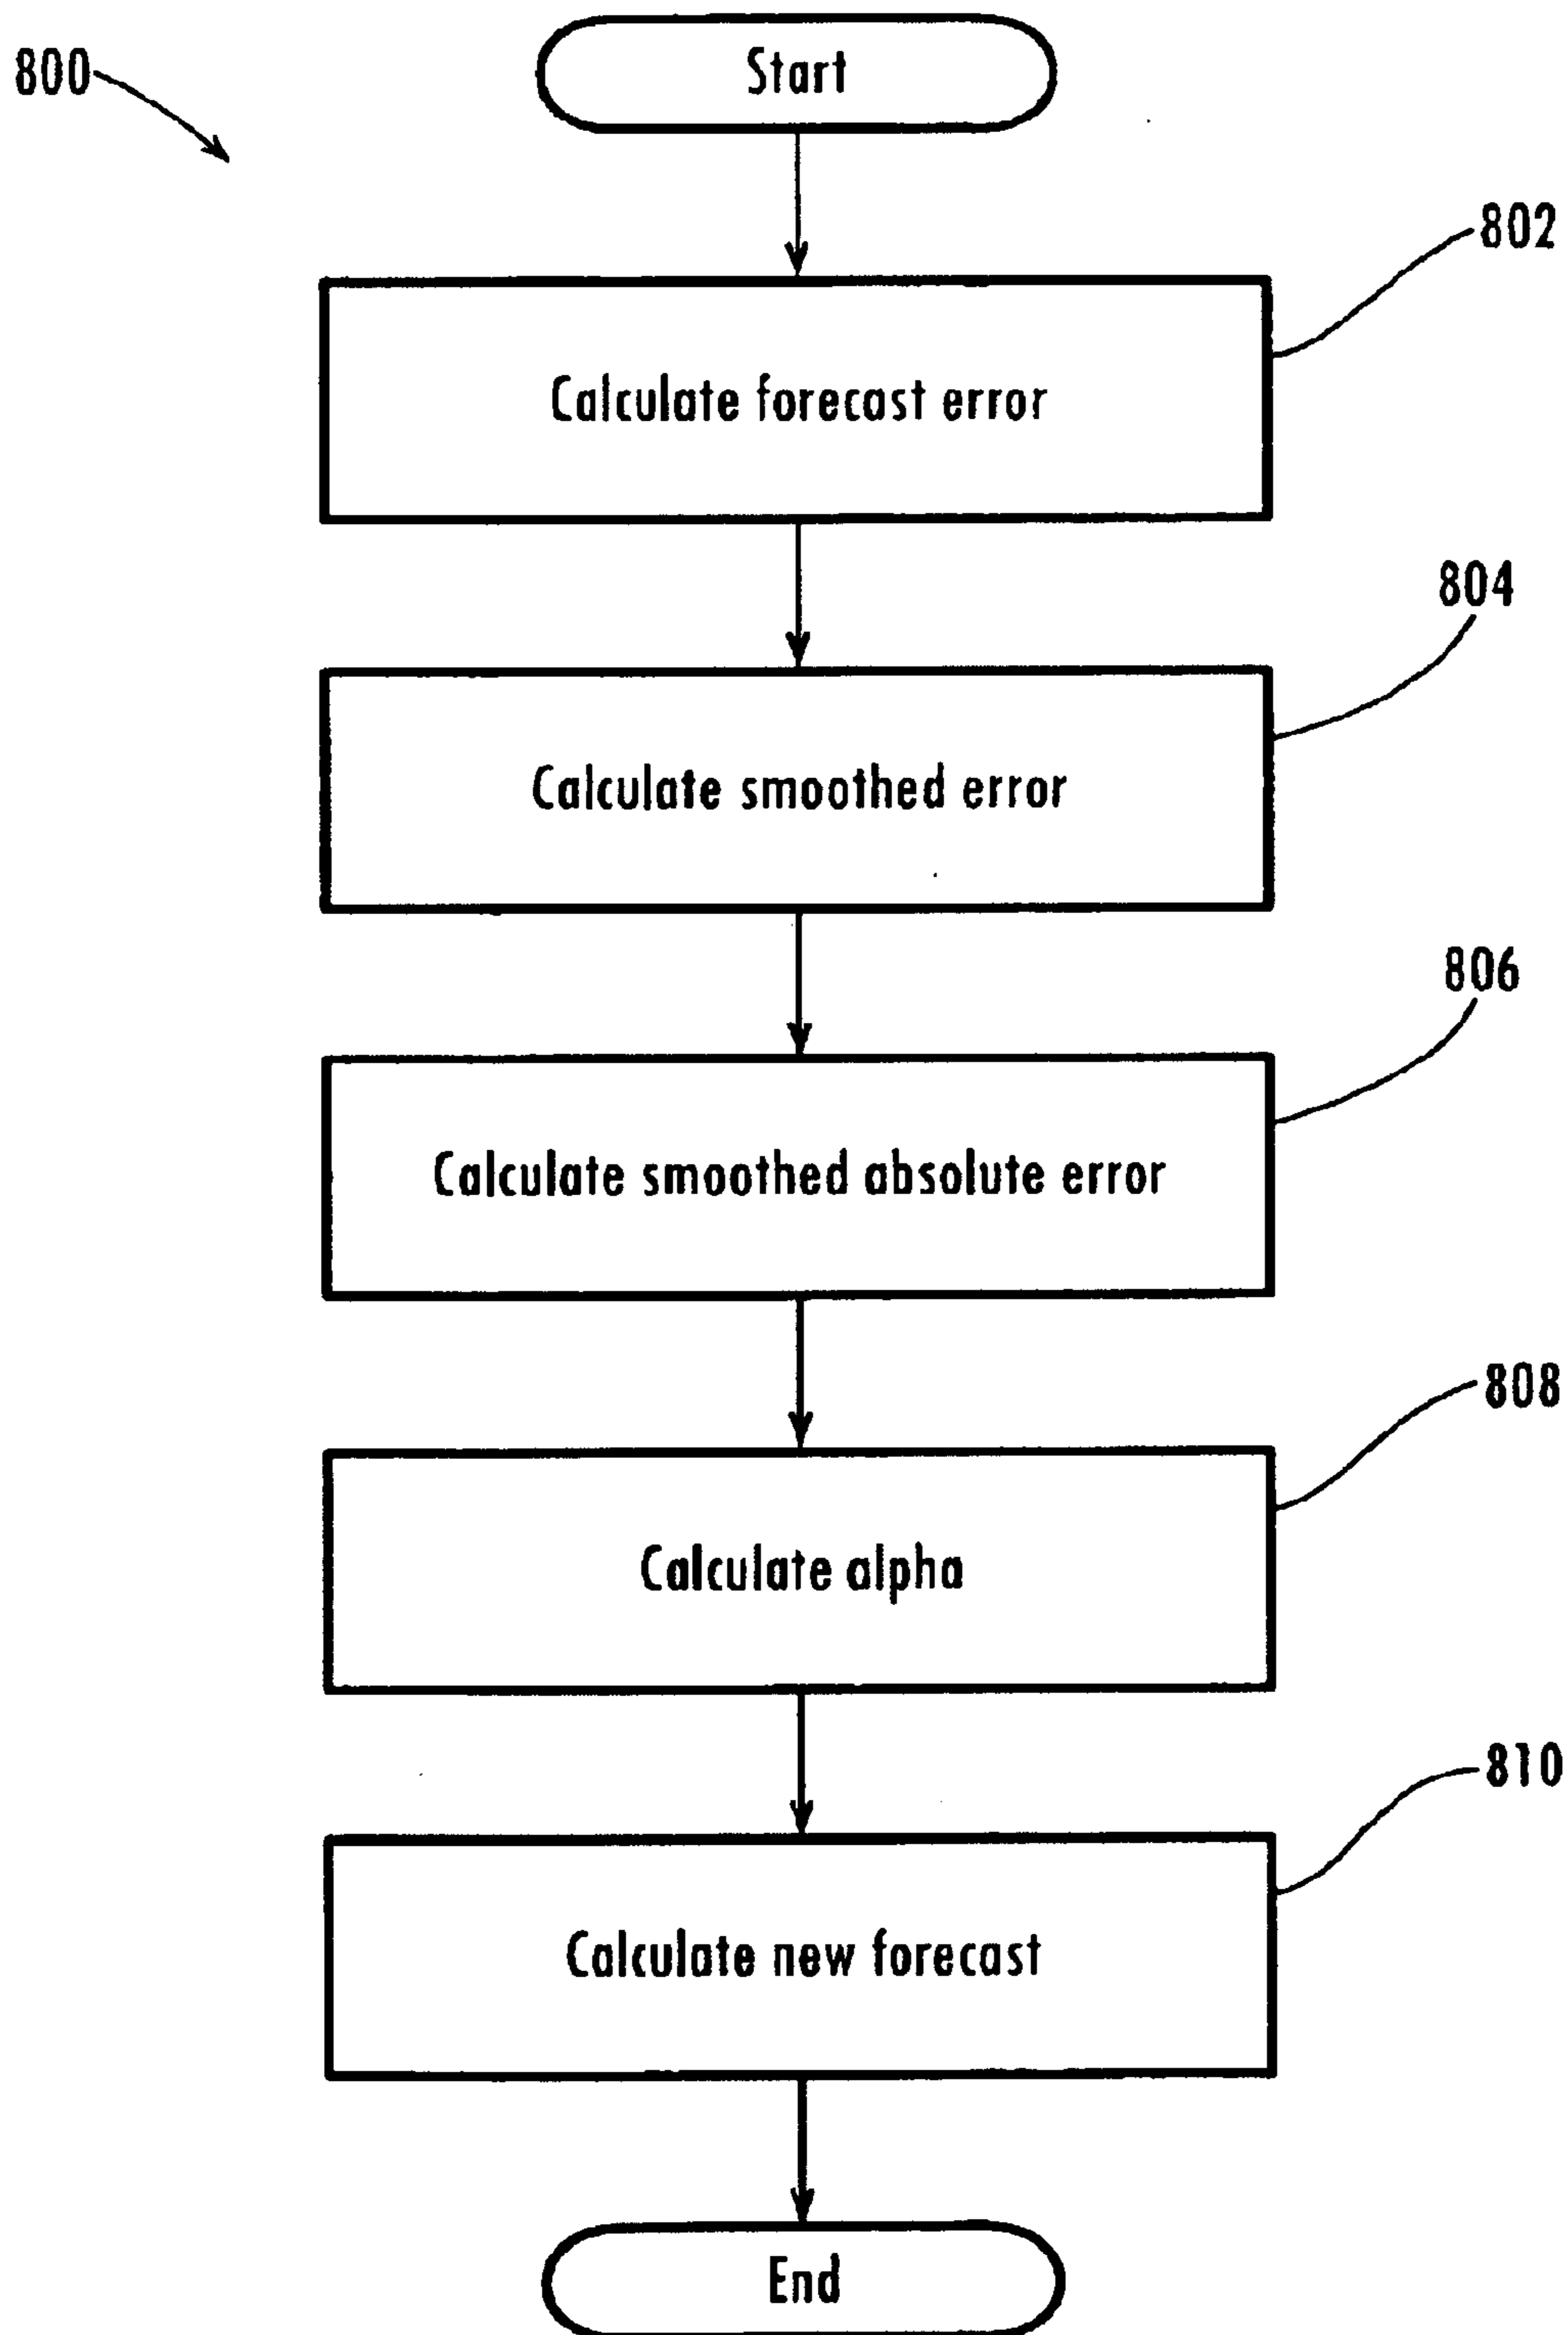 Start
800
802
Calculate forecast error
804
Calculate smoothed error
806
Calculate smoothed absolute error
808
Calculate alpha
810
Calculate new forecast
End